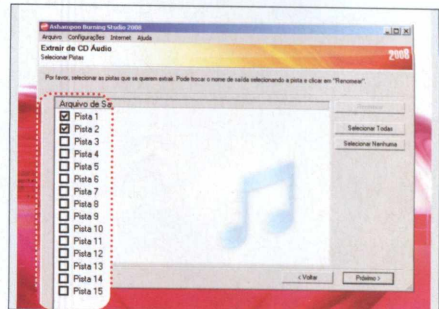 Ashampoo Burning Studio 2008
Arquivo Configurações Internet Ajuda
Extrair de CD Áudio
Selecionar Pistas
2008
Por favor, selecionar as pistas que se querem extrair. Pode trocar o nome de saída selecionando a pista e clicar em "Renomear".
Arquivo de Sa
Pista 1
Pista 2
Selecionar Todas
Pista 3
Selecionar Nenhuma
Pista 4
Pista 5
Pista 6
Pista 7
Pista 8
Pista 9
Pista 10
Pista 11
Pista 12
Pista 13
Pista 14
< Voltar
Próximo >
Pista 15